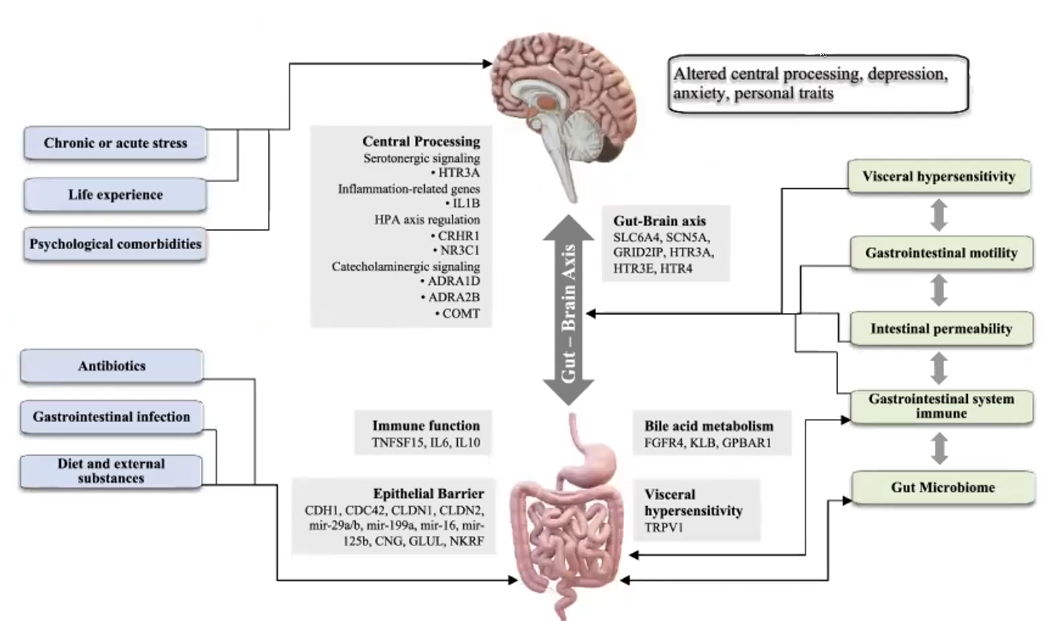 Altered central processing, depression,
anxiety, personal traits
Chronic or acute stress
Life experience
Psychological comorbidities
Central Processing
Serotonergic signaling
• HTR3A
Inflammation-related genes
• IL1B
HPA axis regulation
• CRHR1
• NR3C1
Catecholaminergic signaling
• ADRA1D
• ADRA2B
• COMT
Gut-Brain axis
SLC6A4, SCN5A,
GRID2IP, HTR3A,
HTR3E, HTR4
Gut – Brain Axis
Visceral hypersensitivity
Gastrointestinal motility
Intestinal permeability
Gastrointestinal system
immune
Gut Microbiome
Antibiotics
Gastrointestinal infection
Diet and external
substances
Immune function
TNFSF15, IL6, IL10
Epithelial Barrier
CDH1, CDC42, CLDN1, CLDN2,
mir-29a/b, mir-199a, mir-16, mir-
125b, CNG, GLUL, NKRF
Bile acid metabolism
FGFR4, KLB, GPBAR1
Visceral
hypersensitivity
TRPV1